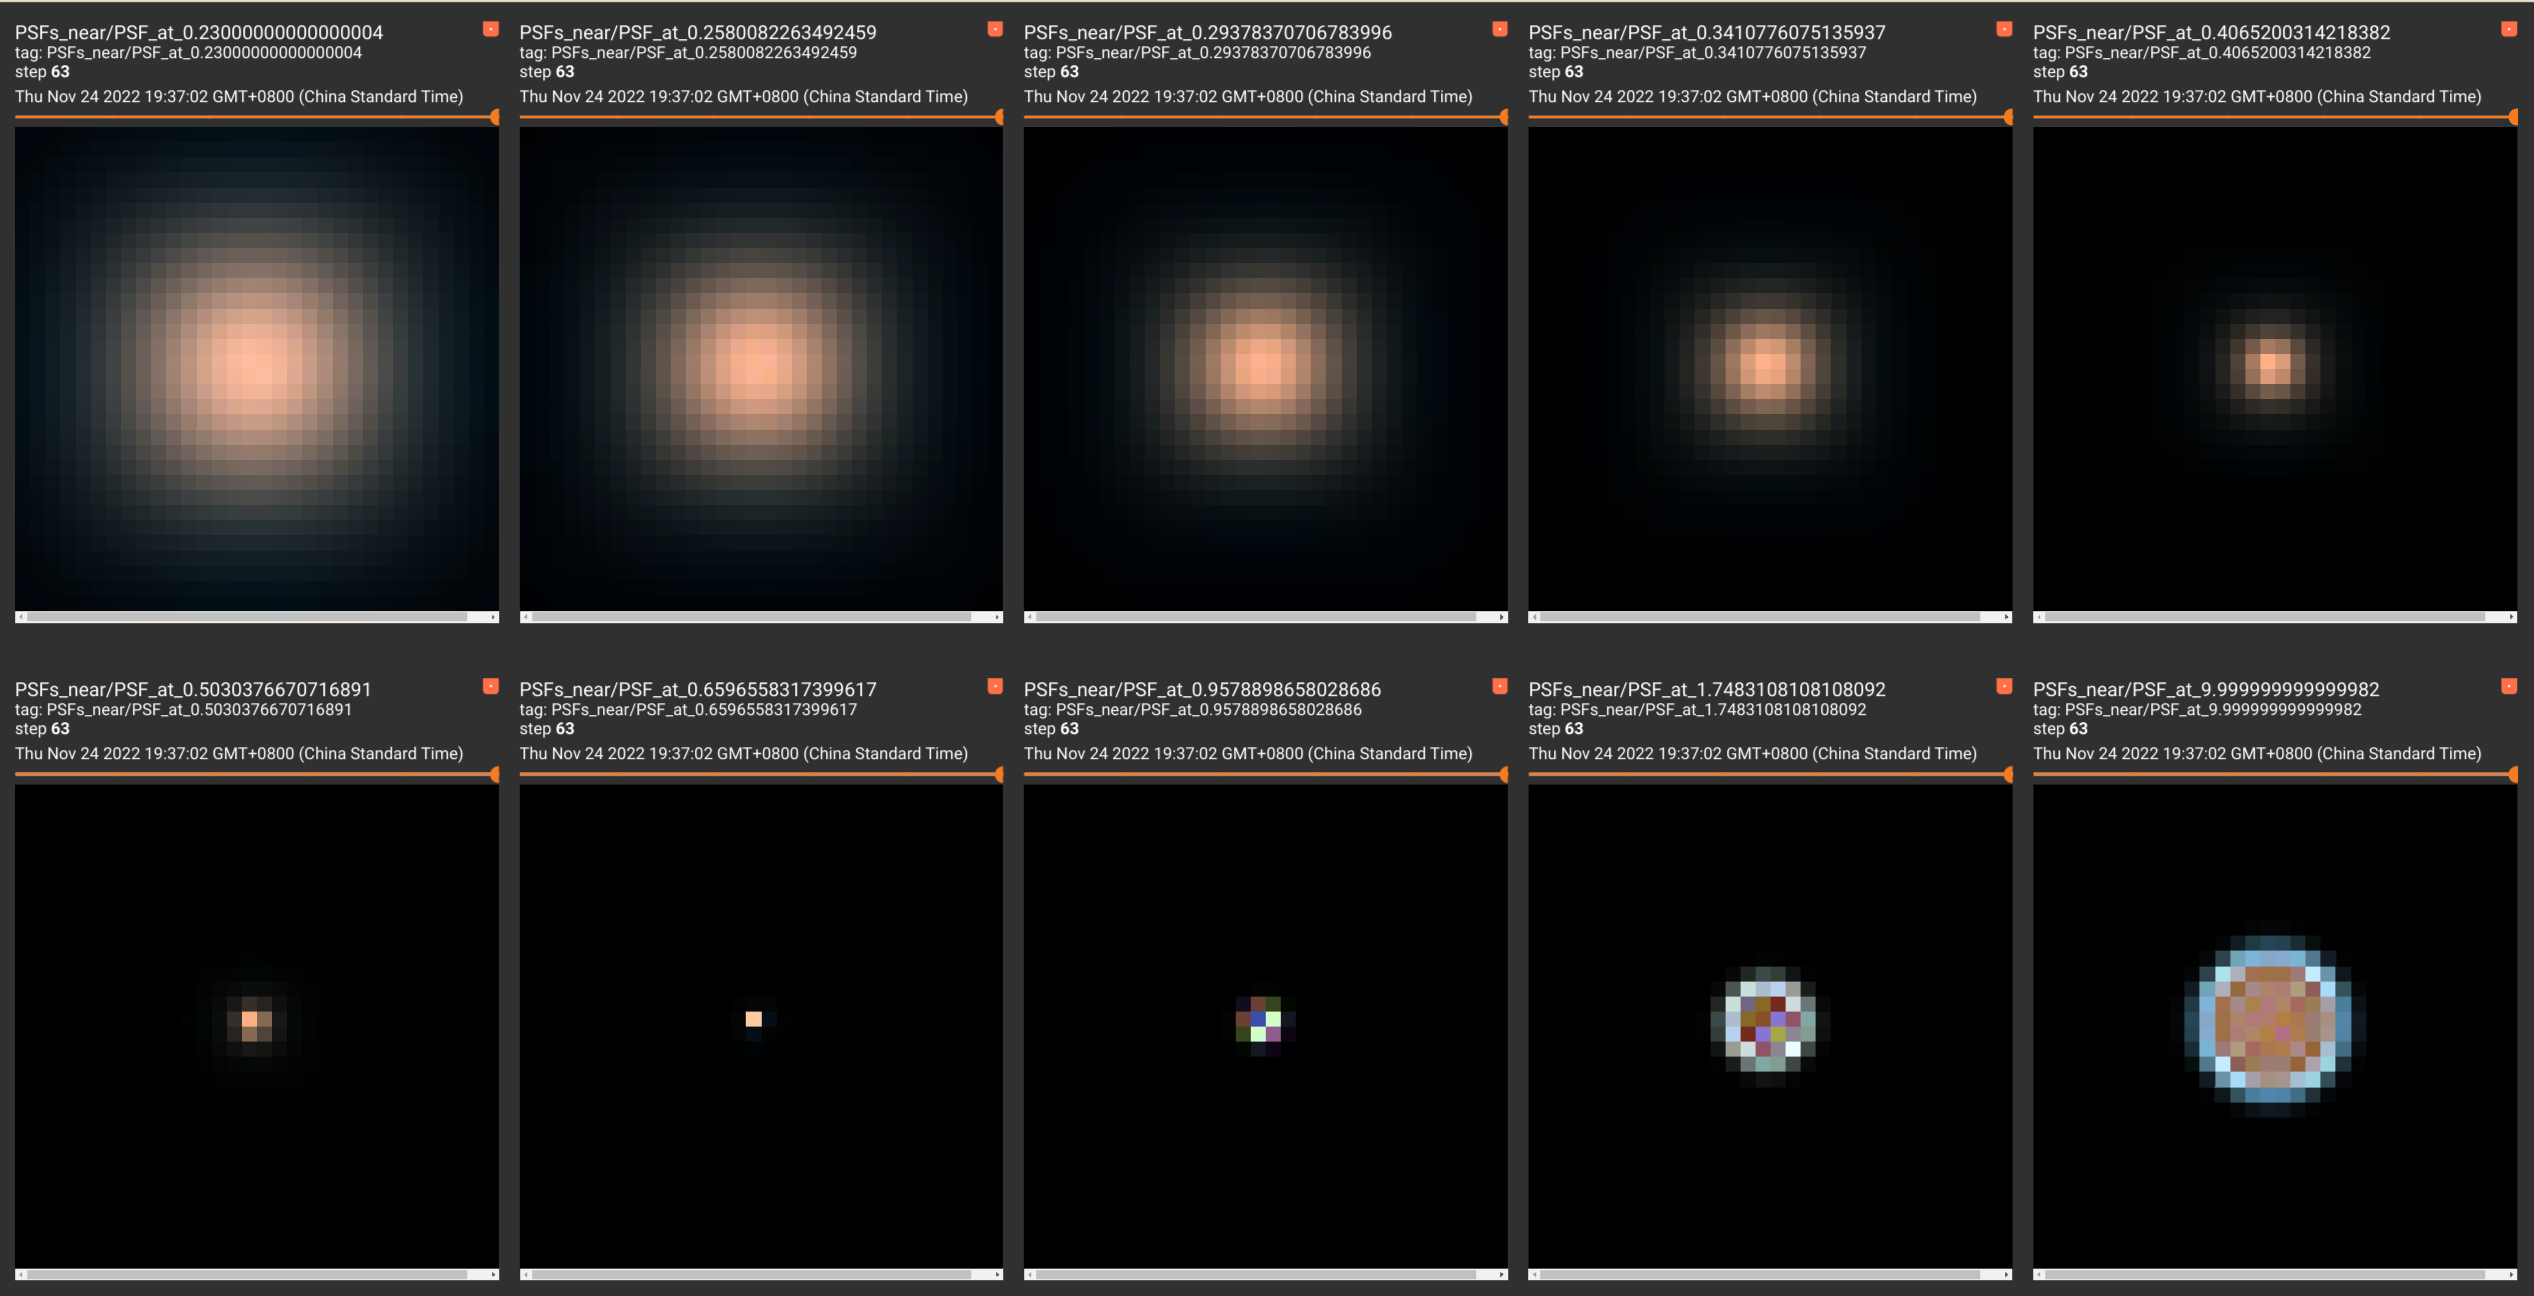 PSFs_near/PSF_at_0.23000000000000004
tag: PSFs_near/PSF_at_0.23000000000000004
step 63
Thu Nov 24 2022 19:37:02 GMT+0800 (China Standard Time)
PSFs_near/PSF_at_0.2580082263492459
tag: PSFs_near/PSF_at_0.2580082263492459
step 63
Thu Nov 24 2022 19:37:02 GMT+0800 (China Standard Time)
PSFs_near/PSF_at_0.29378370706783996
tag: PSFs_near/PSF_at_0.29378370706783996
step 63
Thu Nov 24 2022 19:37:02 GMT+0800 (China Standard Time)
PSFs_near/PSF_at_0.3410776075135937
tag: PSFs_near/PSF_at_0.3410776075135937
step 63
Thu Nov 24 2022 19:37:02 GMT+0800 (China Standard Time)
PSFs_near/PSF_at_0.4065200314218382
tag: PSFs_near/PSF_at_0.4065200314218382
step 63
Thu Nov 24 2022 19:37:02 GMT+0800 (China Standard Time)
PSFs_near/PSF_at_0.5030376670716891
tag: PSFs_near/PSF_at_0.5030376670716891
step 63
Thu Nov 24 2022 19:37:02 GMT+0800 (China Standard Time)
PSFs_near/PSF_at_0.6596558317399617
tag: PSFs_near/PSF_at_0.6596558317399617
step 63
Thu Nov 24 2022 19:37:02 GMT+0800 (China Standard Time)
PSFs_near/PSF_at_0.9578898658028686
tag: PSFs_near/PSF_at_0.9578898658028686
step 63
Thu Nov 24 2022 19:37:02 GMT+0800 (China Standard Time)
PSFs_near/PSF_at_1.7483108108108092
tag: PSFs_near/PSF_at_1.7483108108108092
step 63
Thu Nov 24 2022 19:37:02 GMT+0800 (China Standard Time)
PSFs_near/PSF_at_9.999999999999982
tag: PSFs_near/PSF_at_9.999999999999982
step 63
Thu Nov 24 2022 19:37:02 GMT+0800 (China Standard Time)